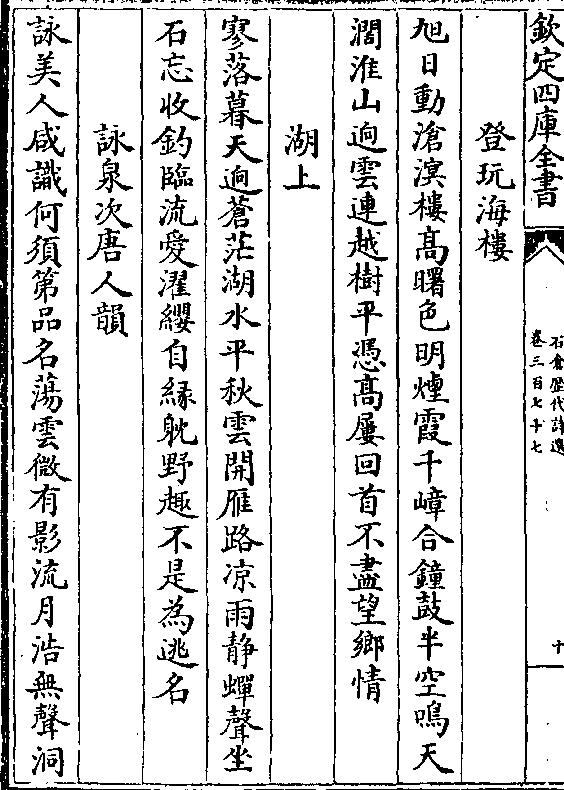 欽定四庫全書
石倉歷代詩選
卷三百七十七
十
登玩海樓
旭日動滄溟樓髙曙色明煙霞千嶂合鐘鼓半空鳴天
濶淮山逈雲連越樹平憑髙屢回首不盡望鄉情
湖上
寥落暮天逈蒼茫湖水平秋雲開雁路凉雨静蟬聲坐
石忘收釣臨流愛濯纓自緣躭野趣不是為逃名
詠泉次唐人韻
詠美人咸識何須第品名蕩雲微有影流月浩無聲洞